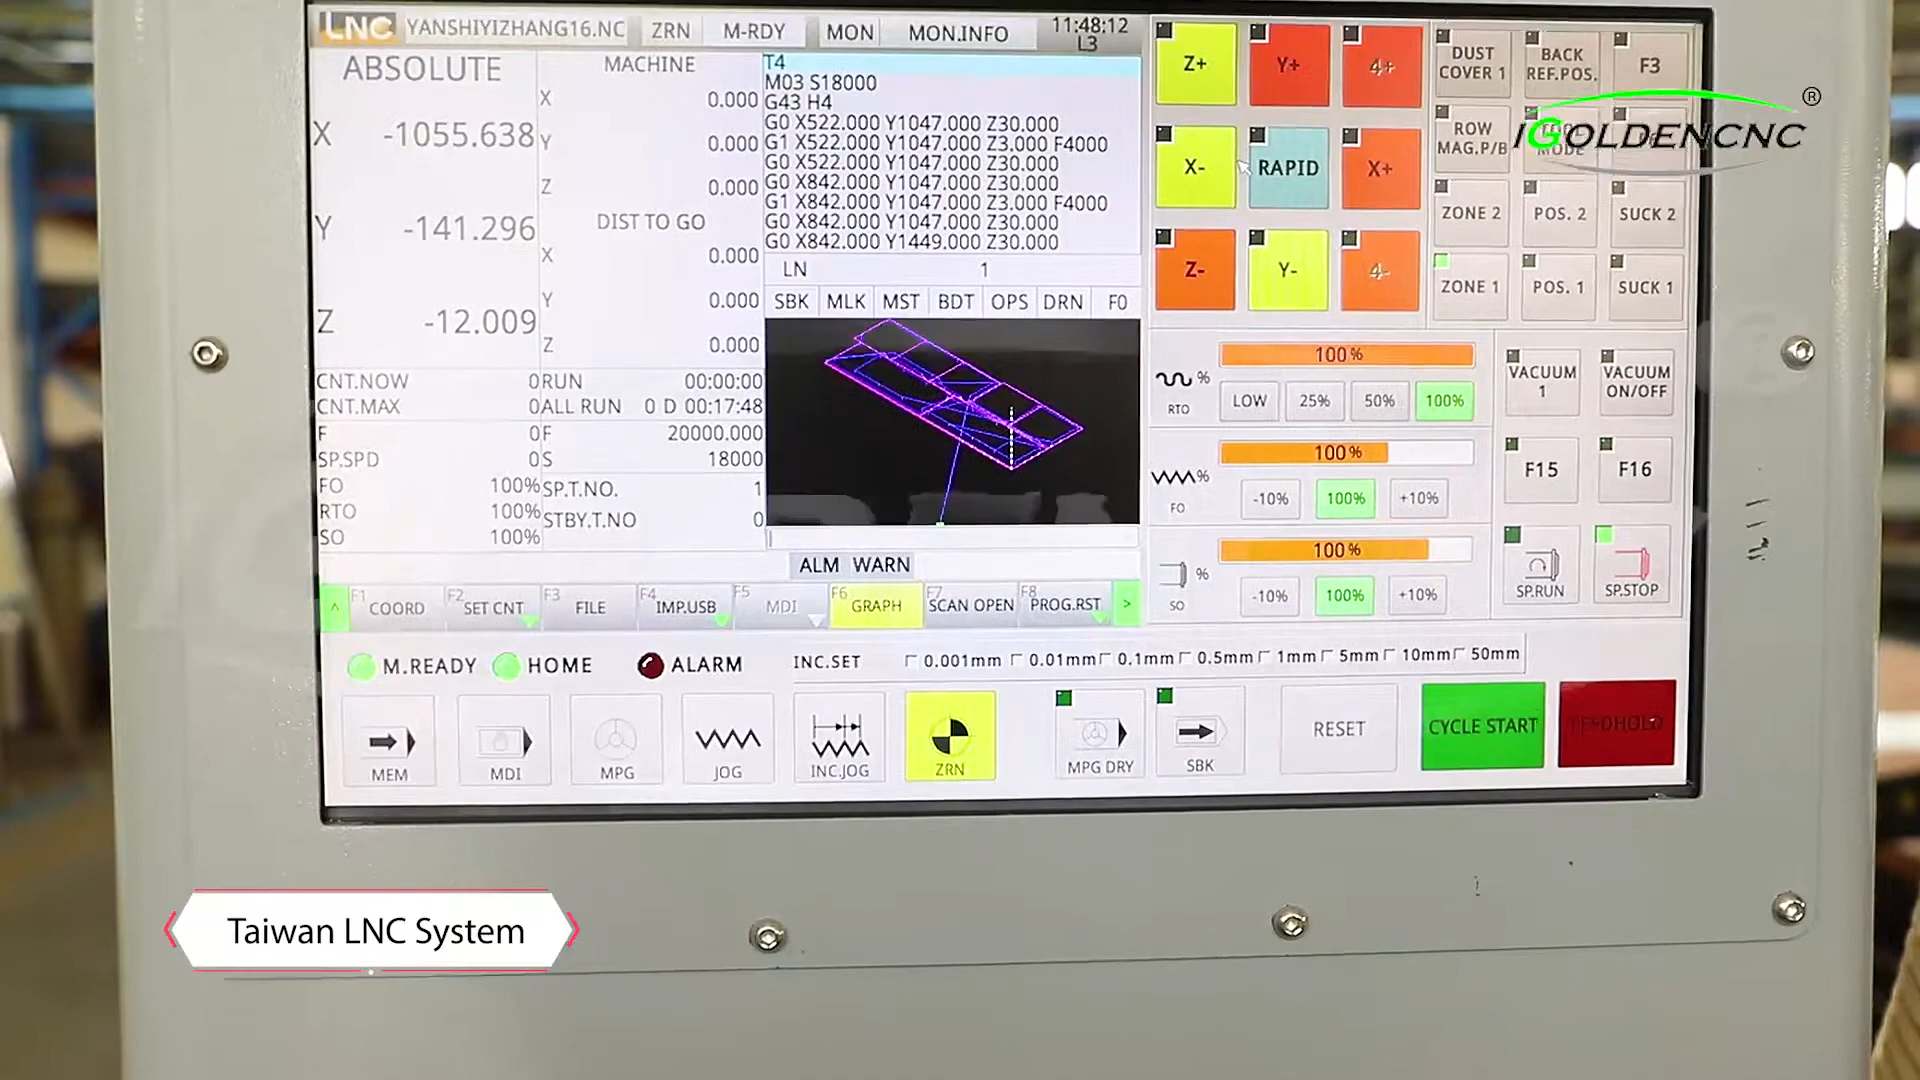 LNC YANSHIYIZHANG16.NC ZRN M-RDY MON MON.INFO 11:48:12 L3
ABSOLUTE
X -1055.638
Y -141.296
Z -12.009
MACHINE
X 0.000
Y 0.000
Z 0.000
DIST TO GO
X 0.000
Y 0.000
Z 0.000
T4
M03 S18000
G43 H4
G0 X522.000 Y1047.000 Z30.000
G1 X522.000 Y1047.000 Z3.000 F4000
G0 X522.000 Y1047.000 Z30.000
G0 X842.000 Y1047.000 Z30.000
G1 X842.000 Y1047.000 Z3.000 F4000
G0 X842.000 Y1047.000 Z30.000
G0 X842.000 Y1449.000 Z30.000
LN 1
SBK MLK MST BDT OPS DRN F0
CNT.NOW 0 RUN 00:00:00
CNT.MAX 0 ALL RUN 0 D 00:17:48
F 0 F 20000.000
SP.SPD 0 S 18000
FO 100% SP.T.NO. 1
RTO 100% STBY.T.NO 0
SO 100%
ALM WARN
F1 COORD F2 SET CNT F3 FILE F4 IMP.USB F5 MDI F6 GRAPH F7 SCAN OPEN F8 PROG.RST >
M.READY HOME ALARM INC.SET 0.001mm 0.01mm 0.1mm 0.5mm 1mm 5mm 10mm 50mm
MEM MDI MPG JOG INC.JOG ZRN MPG DRY SBK RESET CYCLE START
Z+ Y+ 4+
X- RAPID X+
Z- Y- 4-
DUST COVER 1
BACK REF.POS.
F3
ROW MAG.P/B
MODE
ZONE 2 POS. 2 SUCK 2
ZONE 1 POS. 1 SUCK 1
100%
% RTO LOW 25% 50% 100%
100%
% FO -10% 100% +10%
100%
% SO -10% 100% +10%
VACUUM 1
VACUUM ON/OFF
F15 F16
SP.RUN SP.STOP
IGOLDENCNC ®
Taiwan LNC System